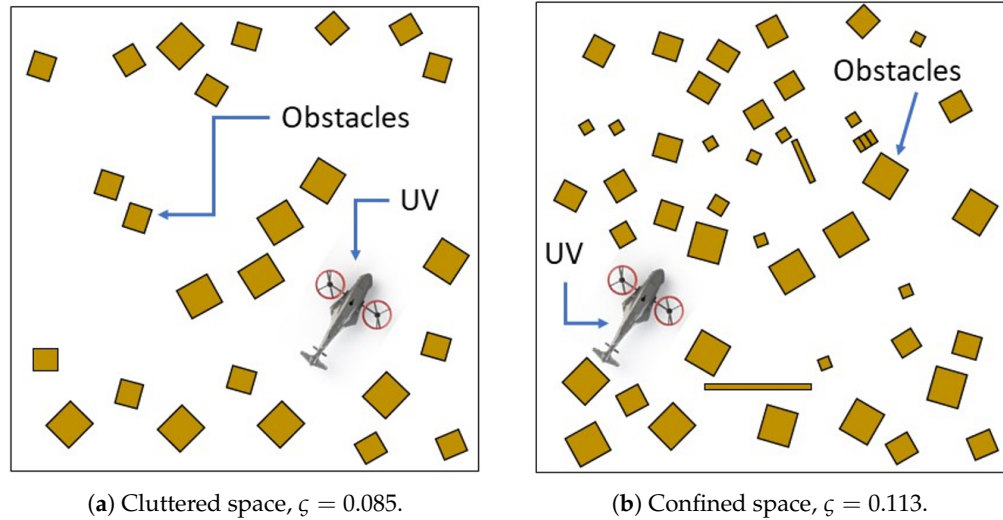 Obstacles
UV
Obstacles
UV
(a) Cluttered space, ς = 0.085.
(b) Confined space, ς = 0.113.